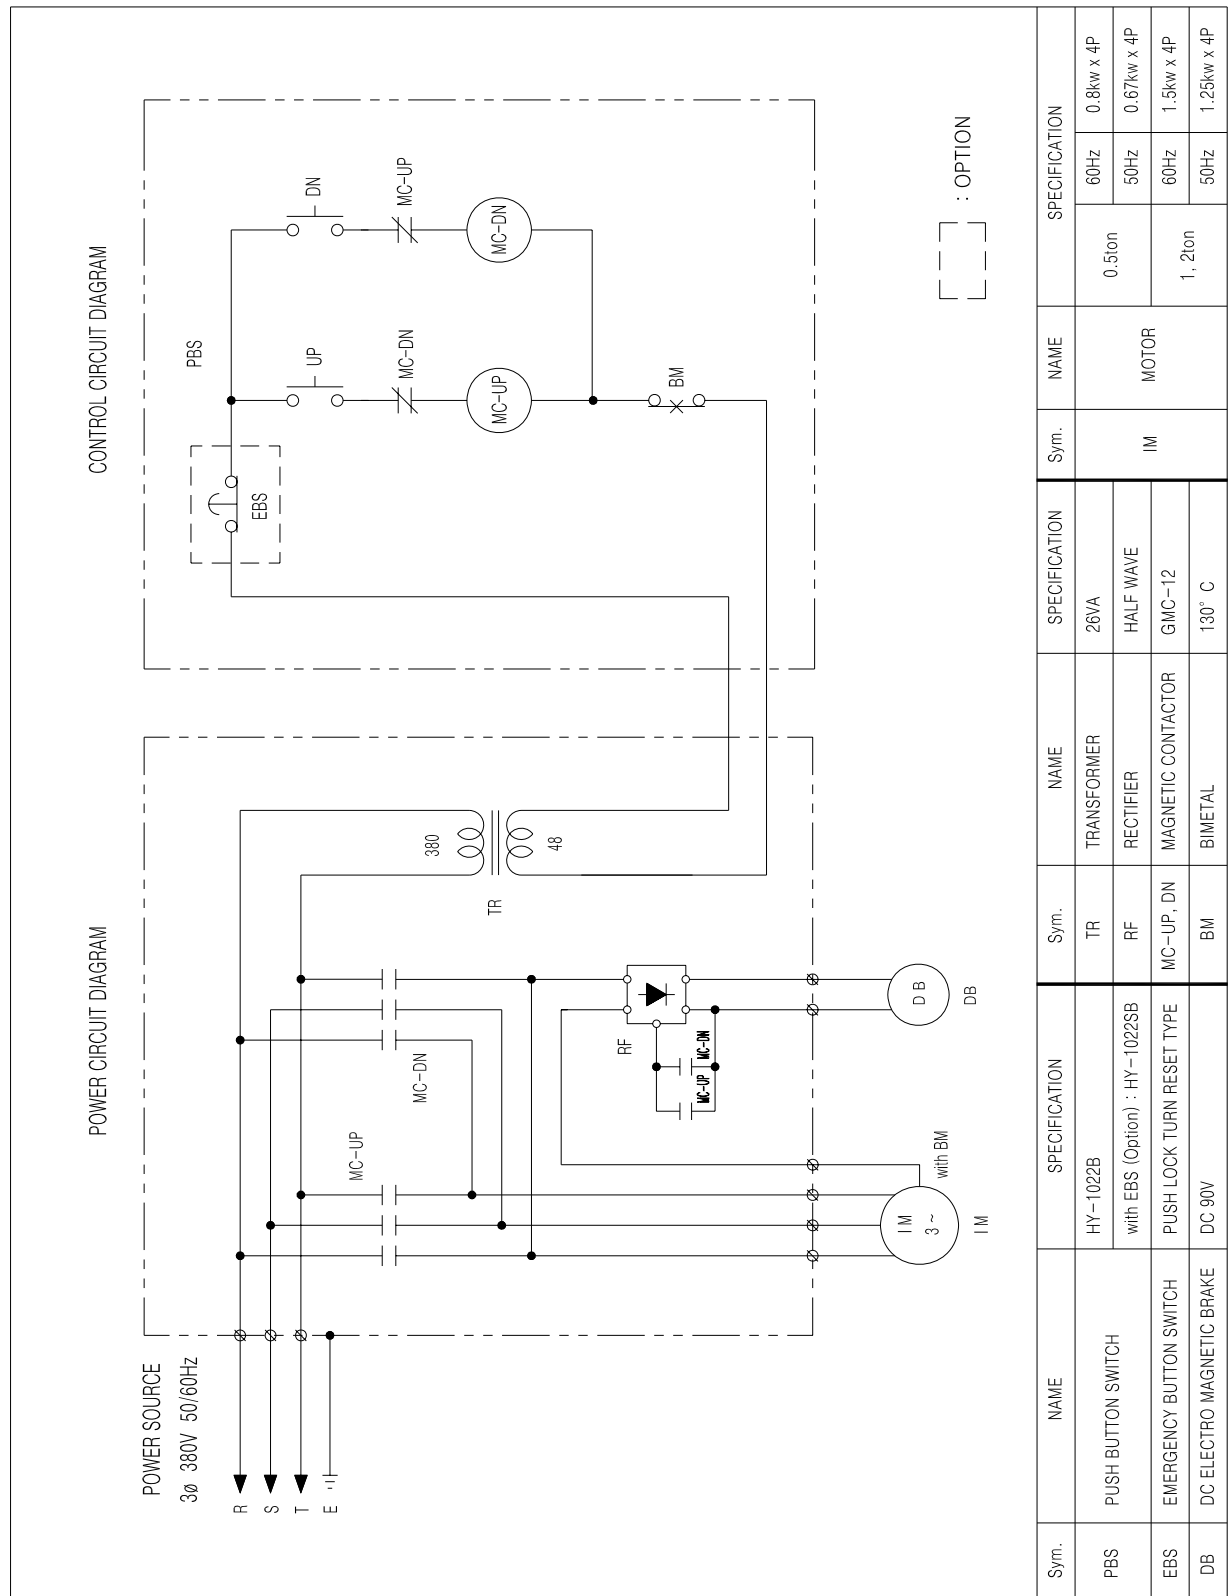 POWER CIRCUIT DIAGRAM
CONTROL CIRCUIT DIAGRAM
POWER SOURCE
3ø 380V 50/60Hz
R
S
T
E
MC-UP
MC-DN
380
48
TR
RF
MC-UP
MC-DN
with BM
IM
3 ~
IM
DB
DB
EBS
PBS
UP
DN
MC-DN
MC-UP
MC-UP
MC-DN
BM
: OPTION
Sym. NAME SPECIFICATION Sym. NAME SPECIFICATION Sym. NAME SPECIFICATION
PBS PUSH BUTTON SWITCH HY-1022B TR TRANSFORMER 26VA IM MOTOR 0.5ton 60Hz 0.8kw x 4P
with EBS (Option) : HY-1022SB RF RECTIFIER HALF WAVE 50Hz 0.67kw x 4P
EBS EMERGENCY BUTTON SWITCH PUSH LOCK TURN RESET TYPE MC-UP, DN MAGNETIC CONTACTOR GMC-12 1, 2ton 60Hz 1.5kw x 4P
DB DC ELECTRO MAGNETIC BRAKE DC 90V BM BIMETAL 130° C 50Hz 1.25kw x 4P